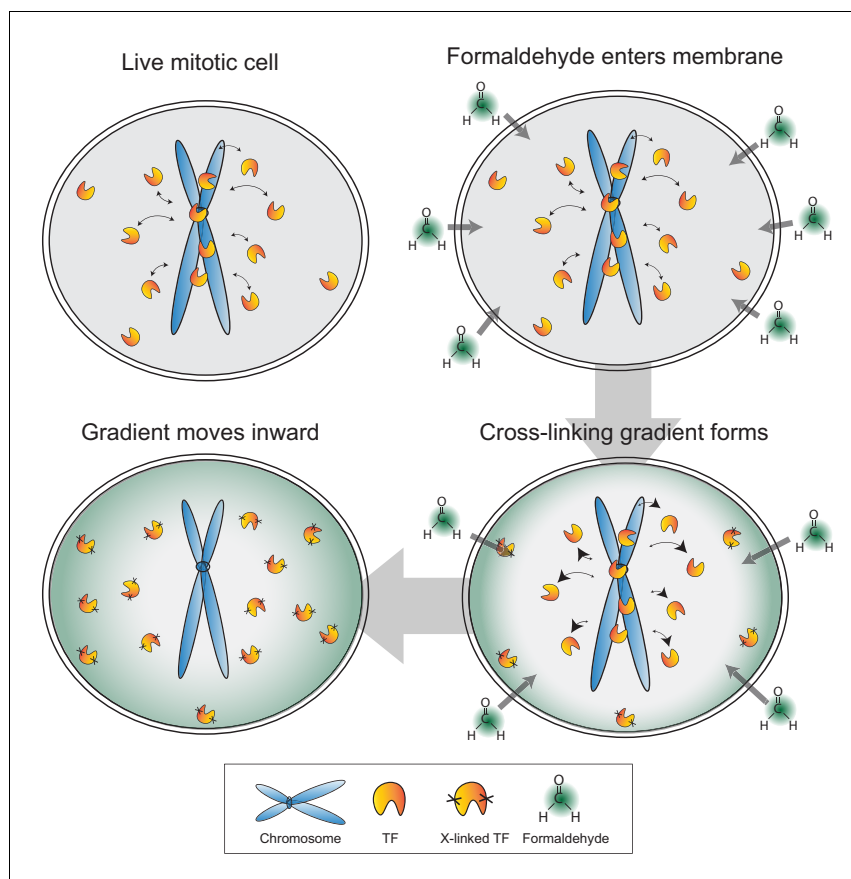 Live mitotic cell
Formaldehyde enters membrane
O
C
H H
O
C
H H
O
C
H H
O
C
H H
O
C
H H
O
C
H H
Gradient moves inward
Cross-linking gradient forms
O
C
H H
O
C
H H
O
C
H H
O
C
H H
O
C
H H
Chromosome
TF
X-linked TF
Formaldehyde